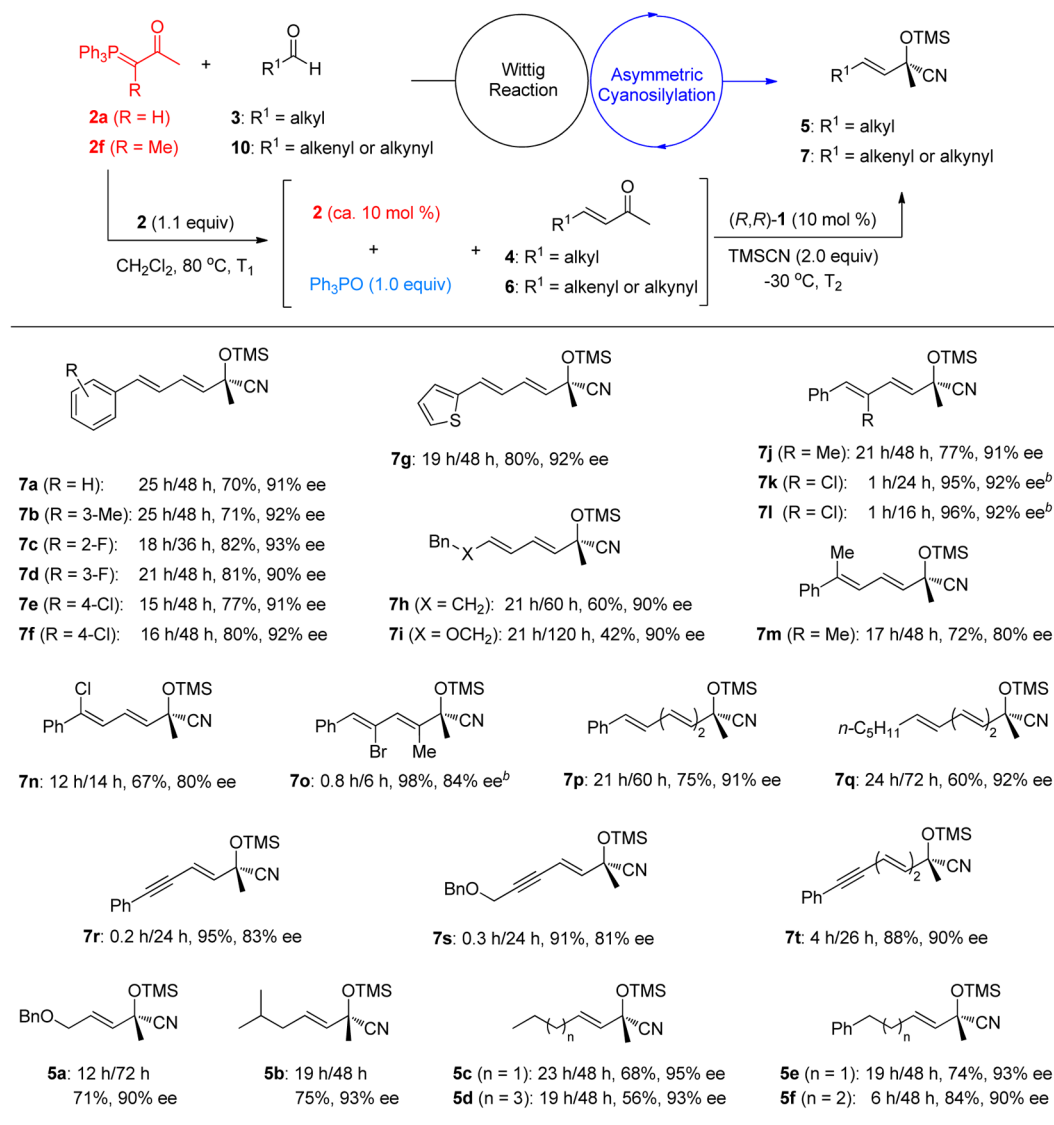 Ph3P
O
R
+
O
R1
H
Wittig
Reaction
Asymmetric
Cyanosilylation
OTMS
R1
CN
2a (R = H)
2f (R = Me)
3: R1 = alkyl
10: R1 = alkenyl or alkynyl
5: R1 = alkyl
7: R1 = alkenyl or alkynyl
2 (1.1 equiv)
CH2Cl2, 80 oC, T1
2 (ca. 10 mol %)
+
Ph3PO (1.0 equiv)
+
O
R1
4: R1 = alkyl
6: R1 = alkenyl or alkynyl
(R,R)-1 (10 mol %)
TMSCN (2.0 equiv)
-30 oC, T2
R
OTMS
CN
7a (R = H): 25 h/48 h, 70%, 91% ee
7b (R = 3-Me): 25 h/48 h, 71%, 92% ee
7c (R = 2-F): 18 h/36 h, 82%, 93% ee
7d (R = 3-F): 21 h/48 h, 81%, 90% ee
7e (R = 4-Cl): 15 h/48 h, 77%, 91% ee
7f (R = 4-Cl): 16 h/48 h, 80%, 92% ee
S
OTMS
CN
7g: 19 h/48 h, 80%, 92% ee
Bn
X
OTMS
CN
7h (X = CH2): 21 h/60 h, 60%, 90% ee
7i (X = OCH2): 21 h/120 h, 42%, 90% ee
Ph
R
OTMS
CN
7j (R = Me): 21 h/48 h, 77%, 91% ee
7k (R = Cl): 1 h/24 h, 95%, 92% eeb
7l (R = Cl): 1 h/16 h, 96%, 92% eeb
Me
Ph
OTMS
CN
7m (R = Me): 17 h/48 h, 72%, 80% ee
Cl
Ph
OTMS
CN
7n: 12 h/14 h, 67%, 80% ee
Ph
Br
Me
OTMS
CN
7o: 0.8 h/6 h, 98%, 84% eeb
Ph
2
OTMS
CN
7p: 21 h/60 h, 75%, 91% ee
n-C5H11
2
OTMS
CN
7q: 24 h/72 h, 60%, 92% ee
Ph
OTMS
CN
7r: 0.2 h/24 h, 95%, 83% ee
BnO
OTMS
CN
7s: 0.3 h/24 h, 91%, 81% ee
Ph
2
OTMS
CN
7t: 4 h/26 h, 88%, 90% ee
BnO
OTMS
CN
5a: 12 h/72 h
71%, 90% ee
OTMS
CN
5b: 19 h/48 h
75%, 93% ee
n
OTMS
CN
5c (n = 1): 23 h/48 h, 68%, 95% ee
5d (n = 3): 19 h/48 h, 56%, 93% ee
Ph
n
OTMS
CN
5e (n = 1): 19 h/48 h, 74%, 93% ee
5f (n = 2): 6 h/48 h, 84%, 90% ee